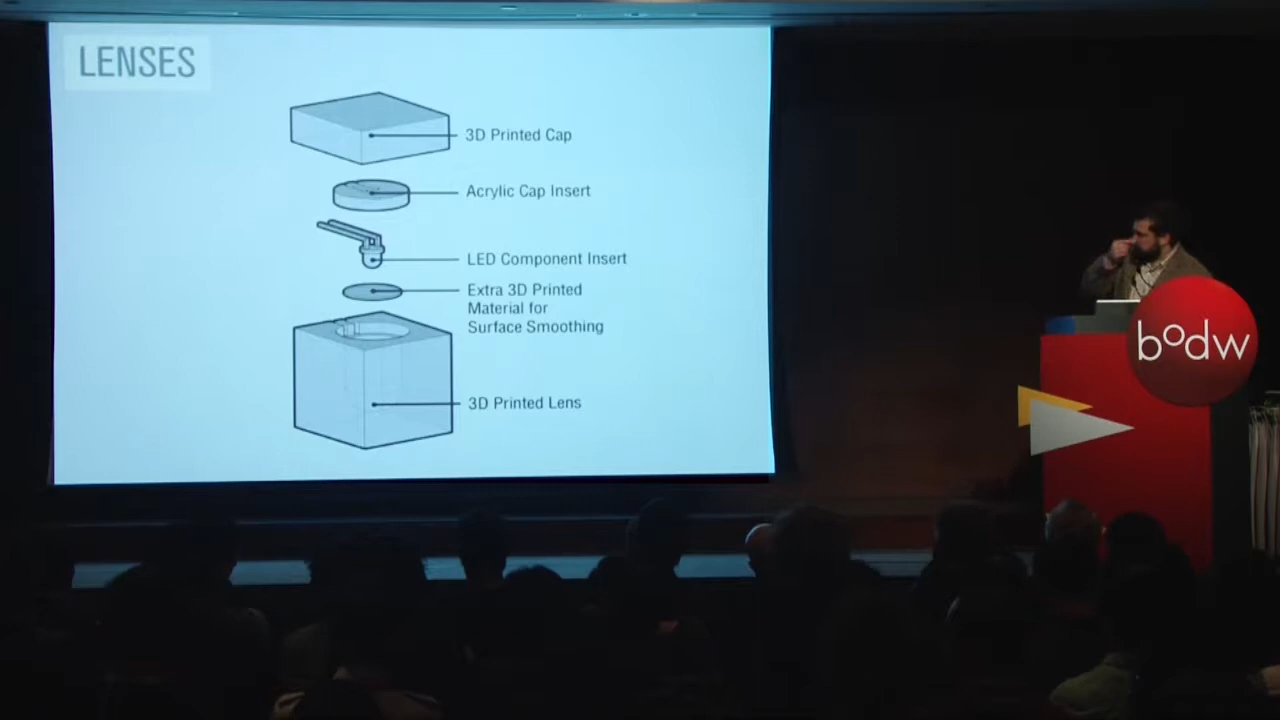 LENSES
3D Printed Cap
Acrylic Cap Insert
LED Component Insert
Extra 3D Printed
Material for
Surface Smoothing
3D Printed Lens
bodw